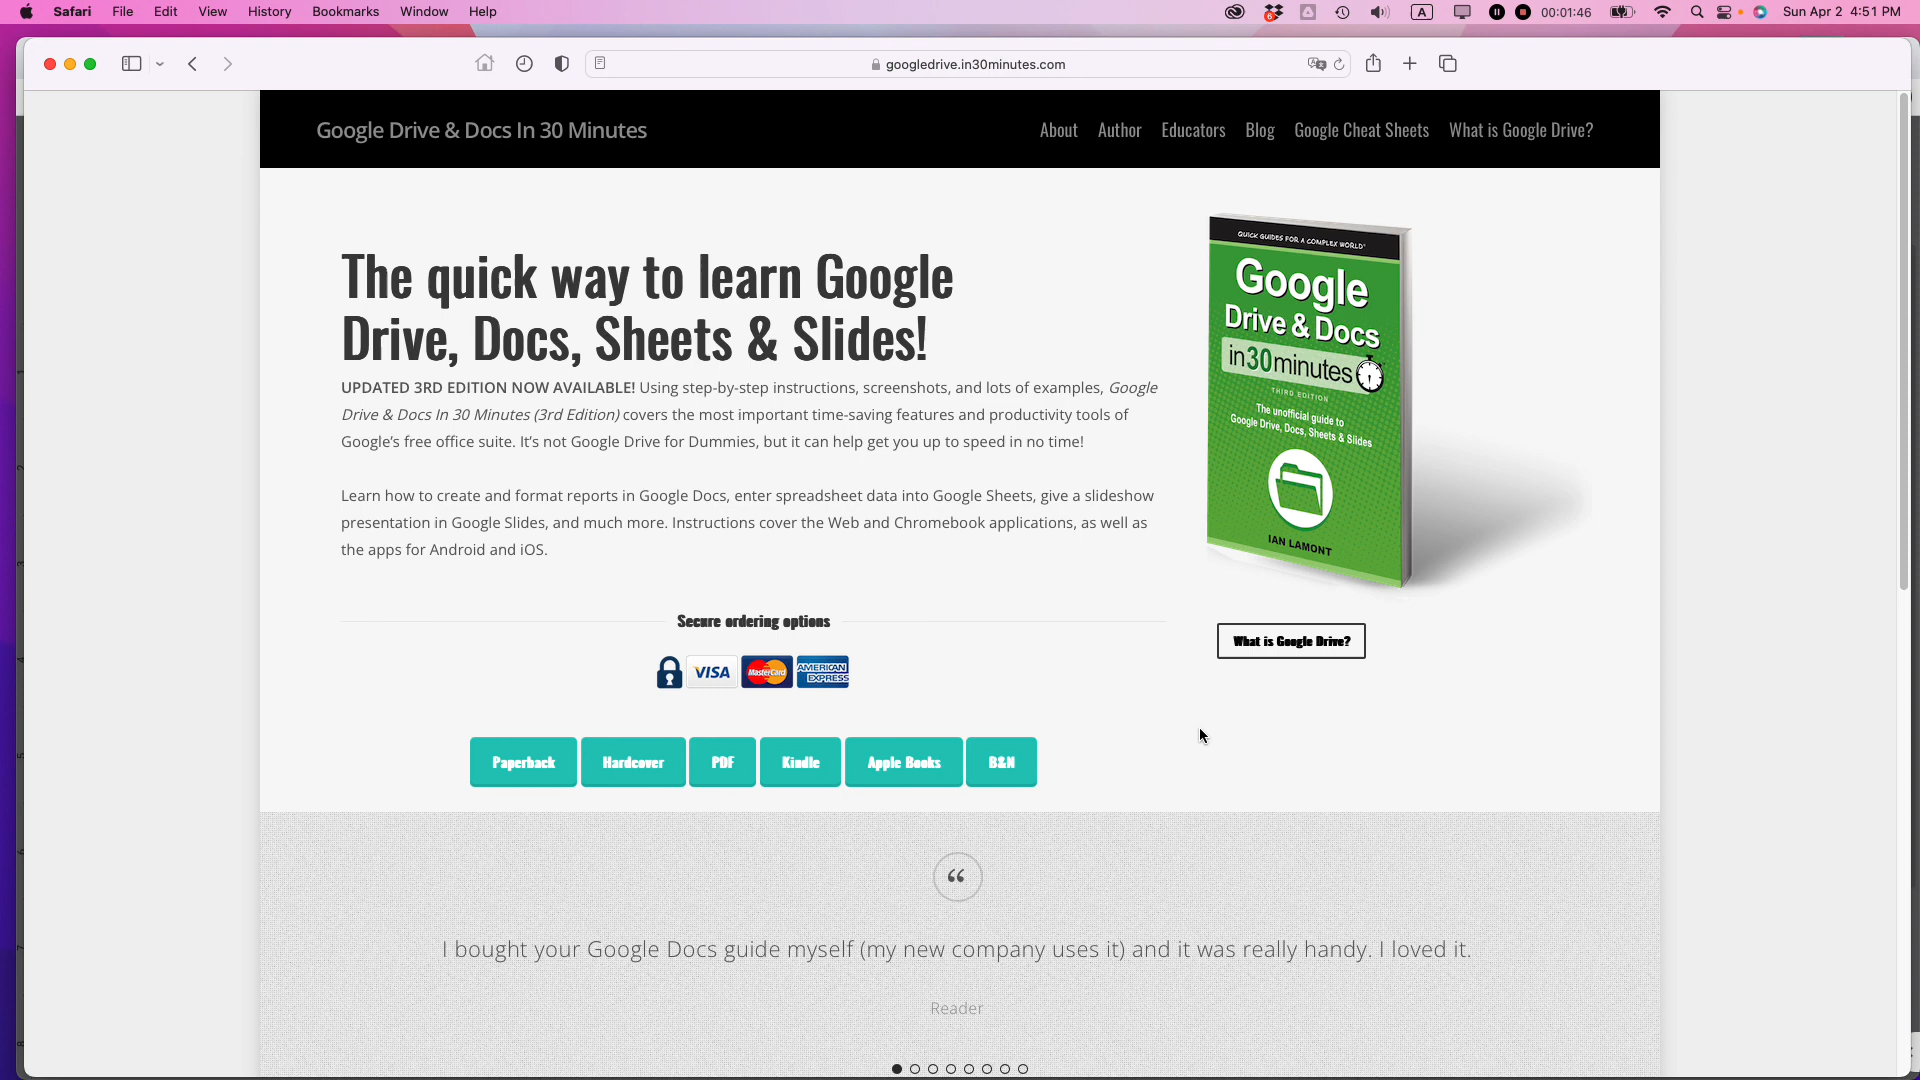 Safari File Edit View History Bookmarks Window Help
6 A 00:01:46 Sun Apr 2 4:51 PM
googledrive.in30minutes.com
Google Drive & Docs In 30 Minutes
About Author Educators Blog Google Cheat Sheets What is Google Drive?
The quick way to learn Google
Drive, Docs, Sheets & Slides!
UPDATED 3RD EDITION NOW AVAILABLE! Using step-by-step instructions, screenshots, and lots of examples, Google
Drive & Docs In 30 Minutes (3rd Edition) covers the most important time-saving features and productivity tools of
Google's free office suite. It's not Google Drive for Dummies, but it can help get you up to speed in no time!
Learn how to create and format reports in Google Docs, enter spreadsheet data into Google Sheets, give a slideshow
presentation in Google Slides, and much more. Instructions cover the Web and Chromebook applications, as well as
the apps for Android and iOS.
QUICK GUIDES FOR A COMPLEX WORLD®
Google
Drive & Docs
in 30 minutes
THIRD EDITION
The unofficial guide to
Google Drive, Docs, Sheets & Slides
IAN LAMONT
Secure ordering options
VISA MasterCard AMERICAN
EXPRESS
What is Google Drive?
Paperback Hardcover PDF Kindle Apple Books B&N
“
I bought your Google Docs guide myself (my new company uses it) and it was really handy. I loved it.
Reader